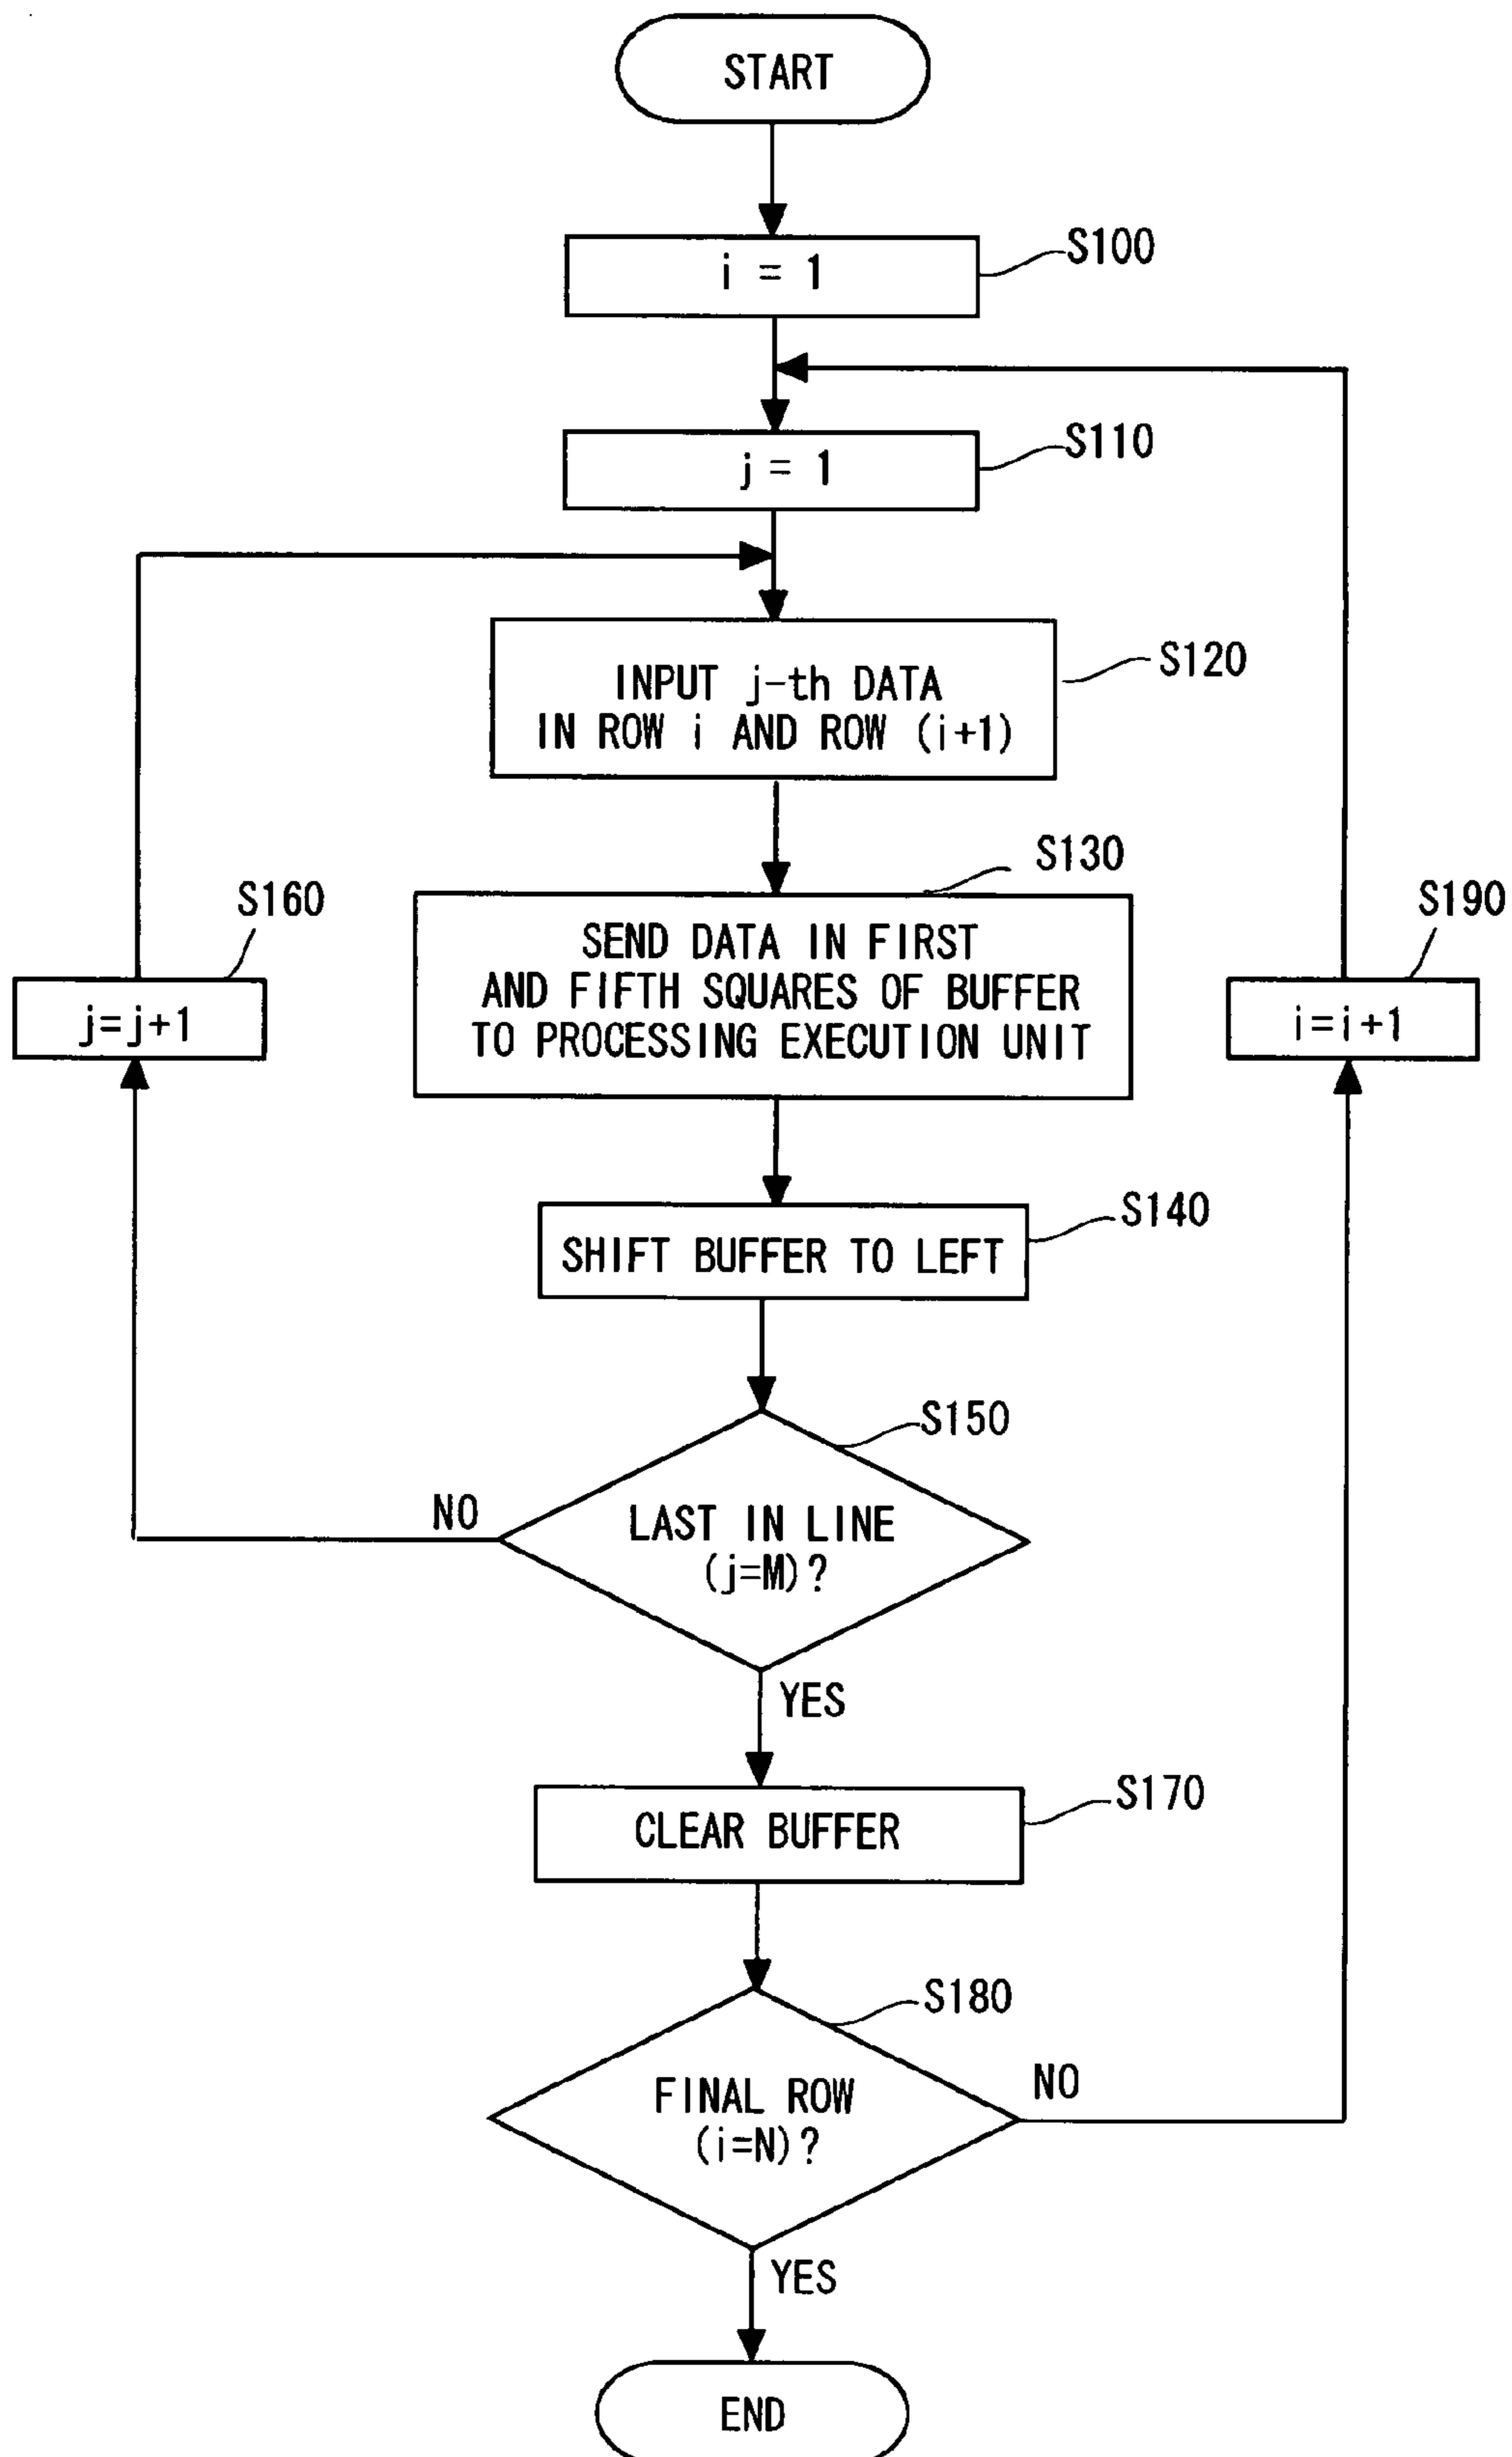 START
i = 1
S100
j = 1
S110
INPUT j-th DATA
IN ROW i AND ROW (i+1)
S120
S130
SEND DATA IN FIRST
AND FIFTH SQUARES OF BUFFER
TO PROCESSING EXECUTION UNIT
S160
j=j+1
S190
i=i+1
S140
SHIFT BUFFER TO LEFT
S150
LAST IN LINE
(j=M)?
NO
YES
S170
CLEAR BUFFER
S180
FINAL ROW
(i=N)?
NO
YES
END